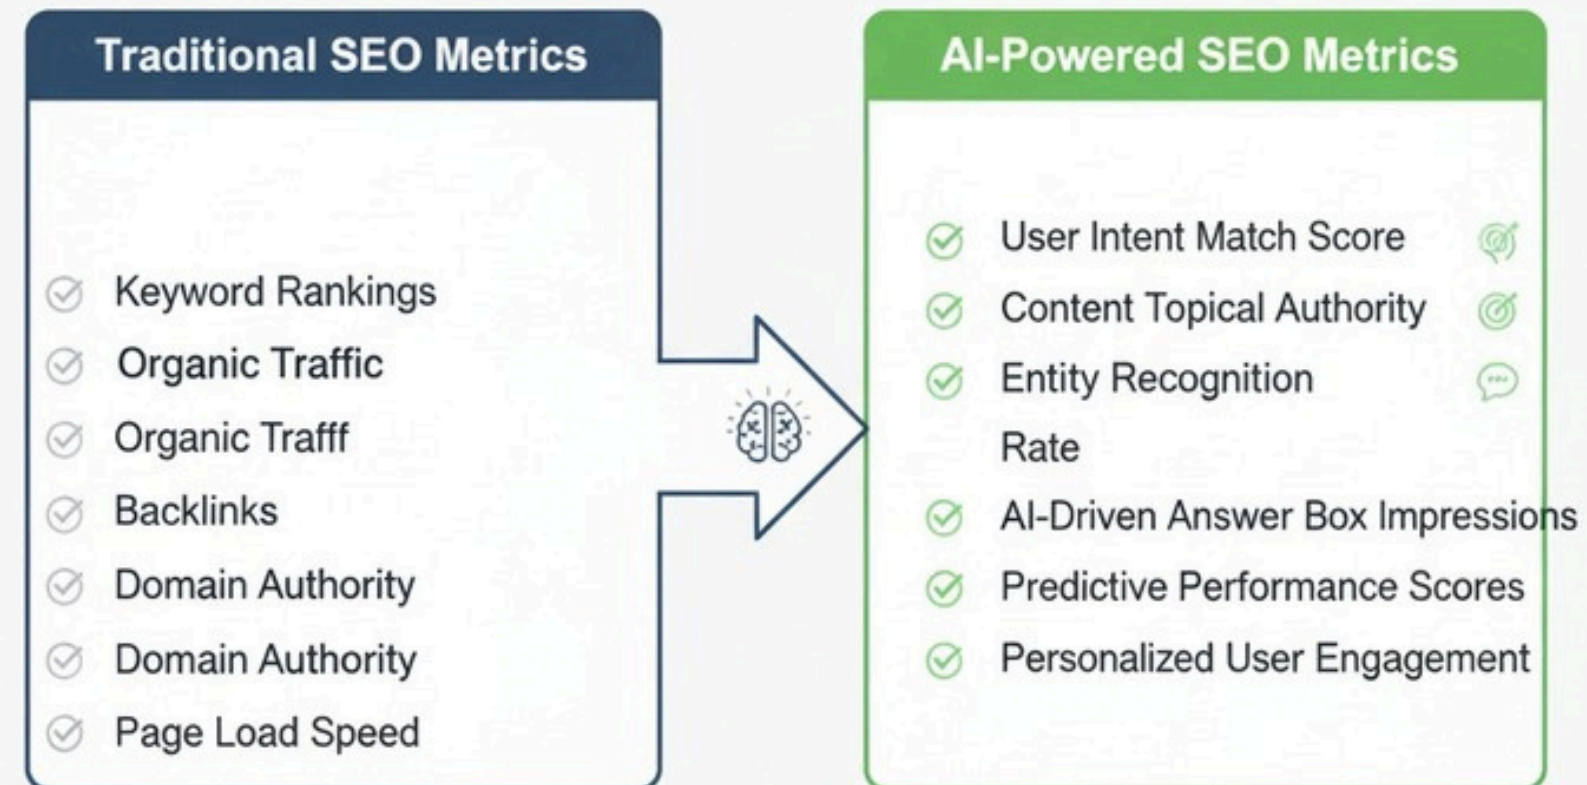 Traditional SEO Metrics
Keyword Rankings
Organic Traffic
Organic Trafff
Backlinks
Domain Authority
Domain Authority
Page Load Speed
AI-Powered SEO Metrics
User Intent Match Score
Content Topical Authority
Entity Recognition
Rate
AI-Driven Answer Box Impressions
Predictive Performance Scores
Personalized User Engagement